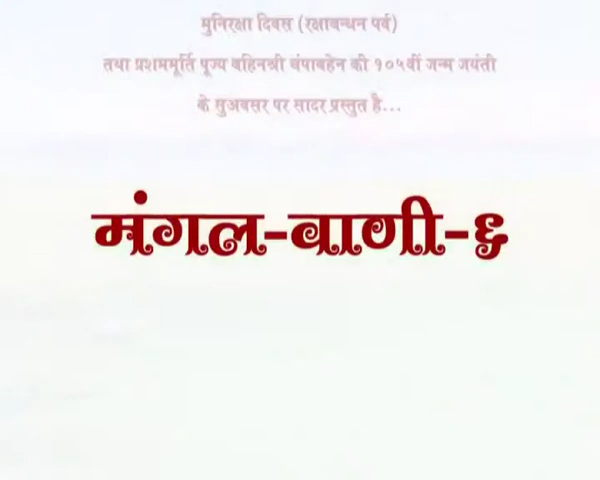 मुनिरक्षा दिवस (रक्षाबन्धन पर्व)
तथा प्रशममूर्ति पूज्य बहिनश्री चंपाबहेन की १०५वीं जन्म जयंती
के सुअवसर पर सादर प्रस्तुत है...
मंगल-वाणी-६